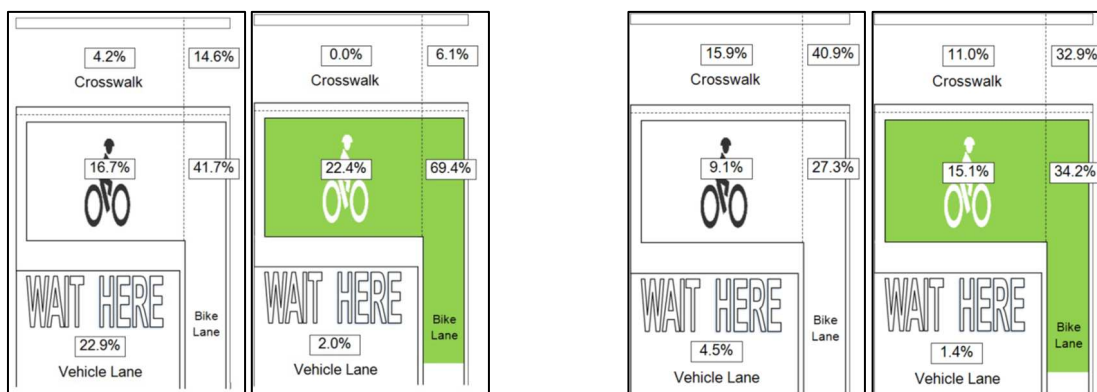 4.2% 14.6%
Crosswalk
16.7% 41.7%
WAIT HERE
Bike
Lane
22.9%
Vehicle Lane
0.0% 6.1%
Crosswalk
22.4% 69.4%
WAIT HERE
Bike
Lane
2.0%
Vehicle Lane
15.9% 40.9%
Crosswalk
9.1% 27.3%
WAIT HERE
Bike
Lane
4.5%
Vehicle Lane
11.0% 32.9%
Crosswalk
15.1% 34.2%
WAIT HERE
Bike
Lane
1.4%
Vehicle Lane